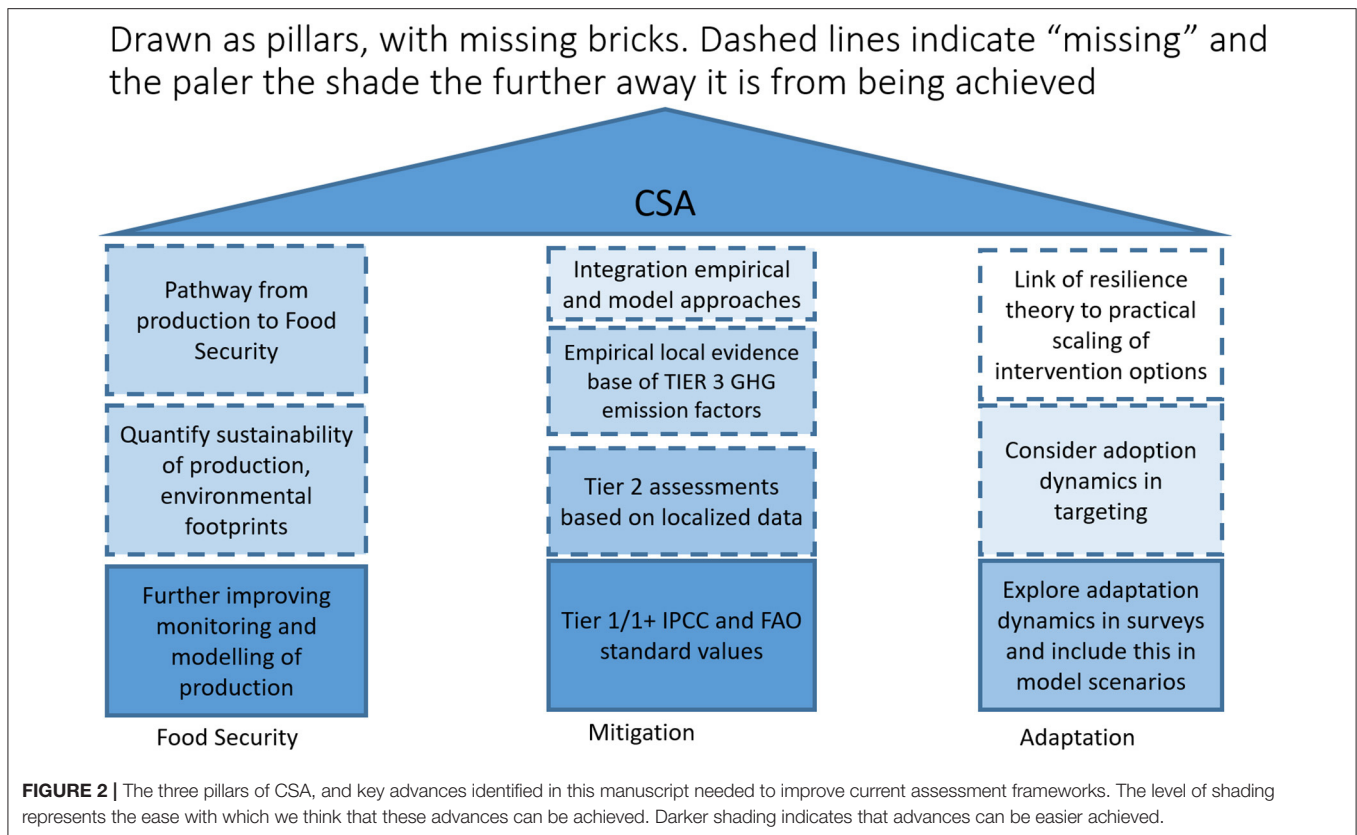 Drawn as pillars, with missing bricks. Dashed lines indicate “missing” and
the paler the shade the further away it is from being achieved
CSA
Pathway from
production to Food
Security
Quantify sustainability
of production,
environmental
footprints
Further improving
monitoring and
modelling of
production
Food Security
Integration empirical
and model approaches
Empirical local evidence
base of TIER 3 GHG
emission factors
Tier 2 assessments
based on localized data
Tier 1/1+ IPCC and FAO
standard values
Mitigation
Link of resilience
theory to practical
scaling of
intervention options
Consider adoption
dynamics in
targeting
Explore adaptation
dynamics in surveys
and include this in
model scenarios
Adaptation
FIGURE 2 | The three pillars of CSA, and key advances identified in this manuscript needed to improve current assessment frameworks. The level of shading
represents the ease with which we think that these advances can be achieved. Darker shading indicates that advances can be easier achieved.